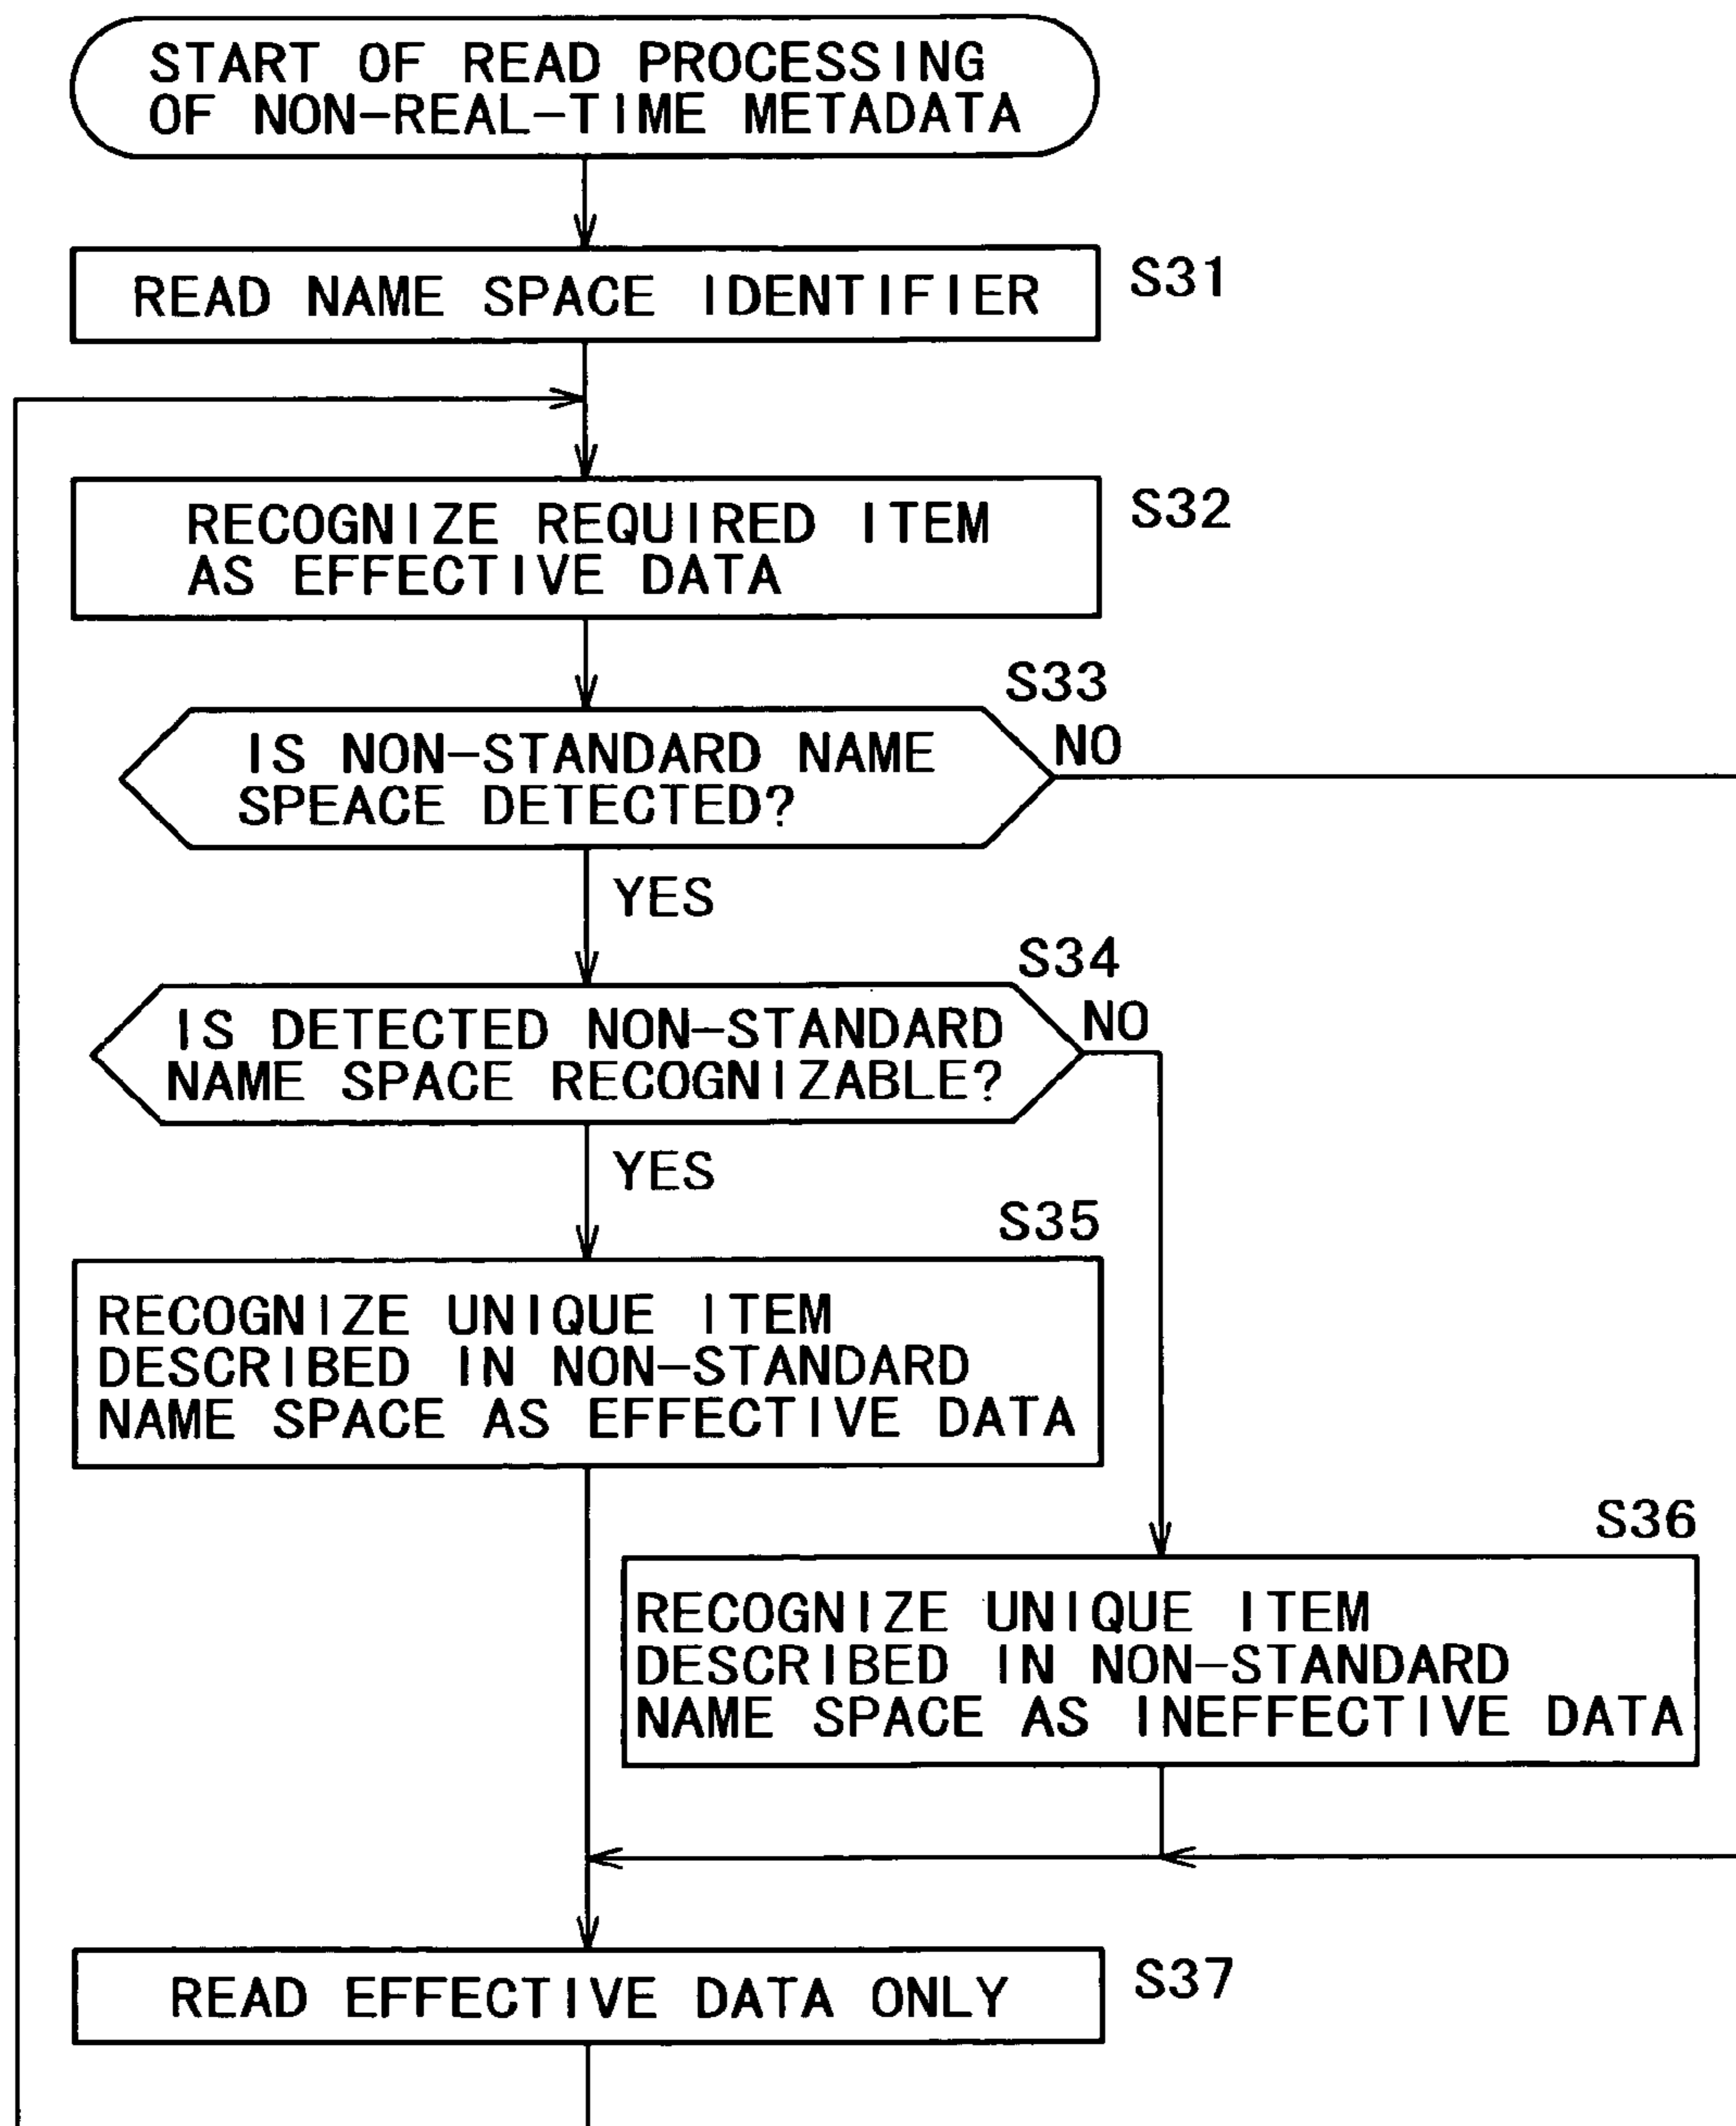 START OF READ PROCESSING
OF NON-REAL-TIME METADATA
READ NAME SPACE IDENTIFIER
S31
RECOGNIZE REQUIRED ITEM
AS EFFECTIVE DATA
S32
S33
IS NON-STANDARD NAME
SPEACE DETECTED?
NO
YES
S34
IS DETECTED NON-STANDARD
NAME SPACE RECOGNIZABLE?
NO
YES
S35
RECOGNIZE UNIQUE ITEM
DESCRIBED IN NON-STANDARD
NAME SPACE AS EFFECTIVE DATA
S36
RECOGNIZE UNIQUE ITEM
DESCRIBED IN NON-STANDARD
NAME SPACE AS INEFFECTIVE DATA
READ EFFECTIVE DATA ONLY
S37